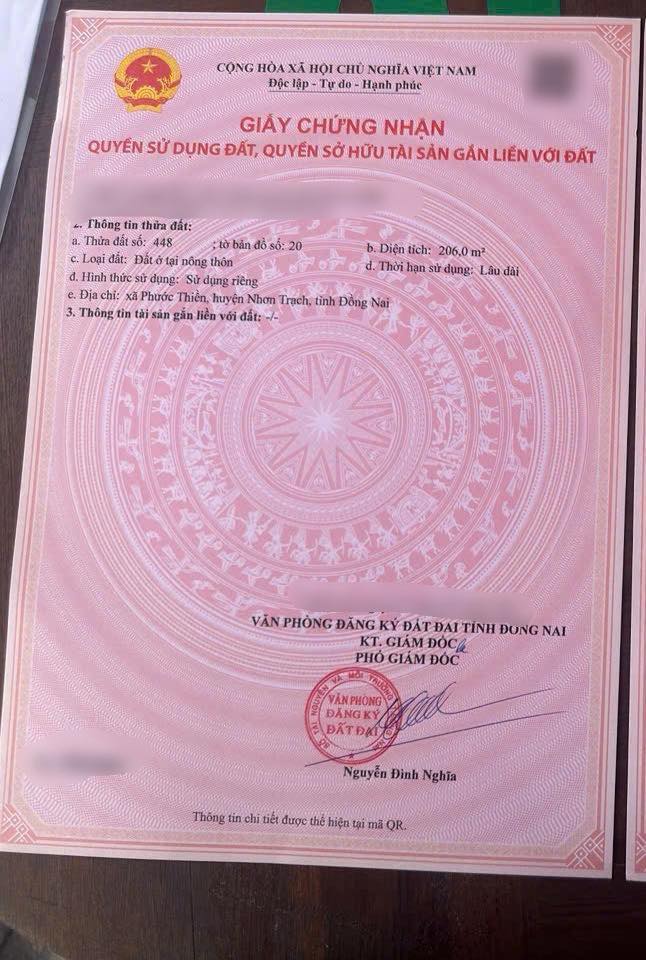 CỘNG HÒA XÃ HỘI CHỦ NGHĨA VIỆT NAM
Độc lập - Tự do - Hạnh phúc
GIẤY CHỨNG NHẬN
QUYỀN SỬ DỤNG ĐẤT, QUYỀN SỞ HỮU TÀI SẢN GẮN LIỀN VỚI ĐẤT
2. Thông tin thửa đất:
a. Thửa đất số: 448 ; tờ bản đồ số: 20 b. Diện tích: 206,0 m²
c. Loại đất: Đất ở tại nông thôn d. Thời hạn sử dụng: Lâu dài
đ. Hình thức sử dụng: Sử dụng riêng
e. Địa chỉ: xã Phước Thiền, huyện Nhơn Trạch, tỉnh Đồng Nai
3. Thông tin tài sản gắn liền với đất: -/-
VĂN PHÒNG ĐĂNG KÝ ĐẤT ĐAI TỈNH ĐỒNG NAI
KT. GIÁM ĐỐC
PHÓ GIÁM ĐỐC
VĂN PHÒNG
ĐĂNG KÝ
ĐẤT ĐAI
Nguyễn Đình Nghĩa
Thông tin chi tiết được thể hiện tại mã QR.